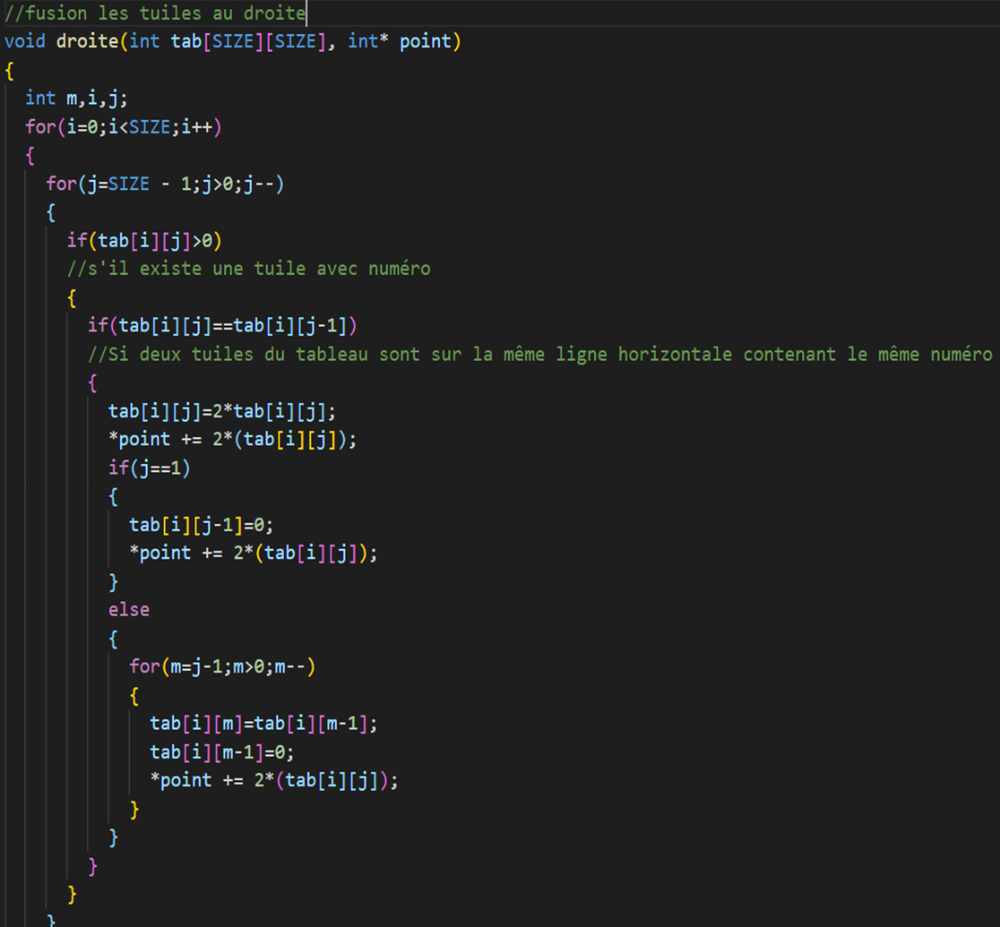 //fusion les tuiles au droite
void droite(int tab[SIZE][SIZE], int* point)
{
int m,i,j;
for(i=0;i<SIZE;i++)
{
for(j=SIZE - 1;j>0;j--)
{
if(tab[i][j]>0)
//s'il existe une tuile avec numéro
{
if(tab[i][j]==tab[i][j-1])
//Si deux tuiles du tableau sont sur la même ligne horizontale contenant le même numéro
{
tab[i][j]=2*tab[i][j];
*point += 2*(tab[i][j]);
if(j==1)
{
tab[i][j-1]=0;
*point += 2*(tab[i][j]);
}
else
{
for(m=j-1;m>0;m--)
{
tab[i][m]=tab[i][m-1];
tab[i][m-1]=0;
*point += 2*(tab[i][j]);
}
}
}
}
}